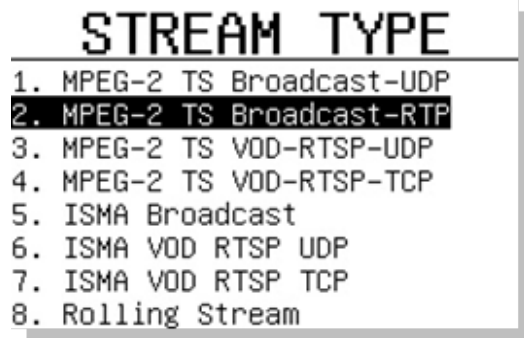 STREAM TYPE
1. MPEG-2 TS Broadcast-UDP
2. MPEG-2 TS Broadcast-RTP
3. MPEG-2 TS VOD-RTSP-UDP
4. MPEG-2 TS VOD-RTSP-TCP
5. ISMA Broadcast
6. ISMA VOD RTSP UDP
7. ISMA VOD RTSP TCP
8. Rolling Stream